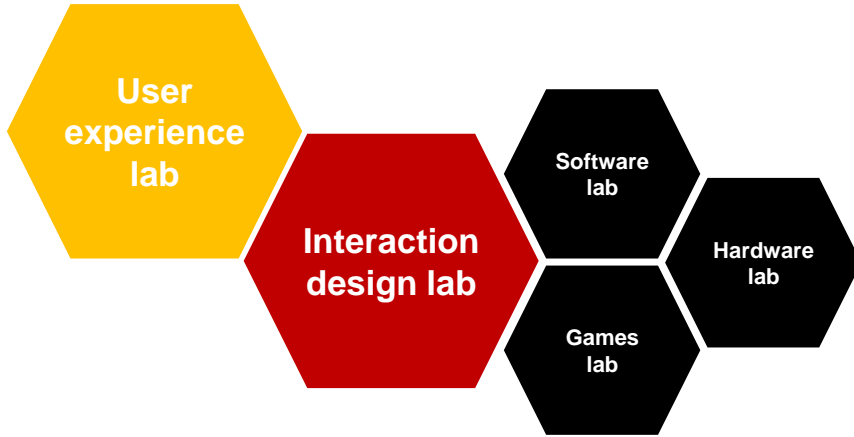 User
experience
lab
Interaction
design lab
Software
lab
Hardware
lab
Games
lab